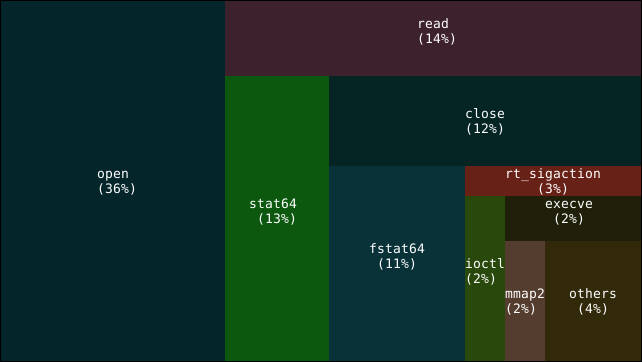 read
(14%)
close
(12%)
open
(36%)
rt_sigaction
(3%)
stat64
(13%)
execve
(2%)
fstat64
(11%)
ioctl
(2%)
mmap2
(2%)
others
(4%)